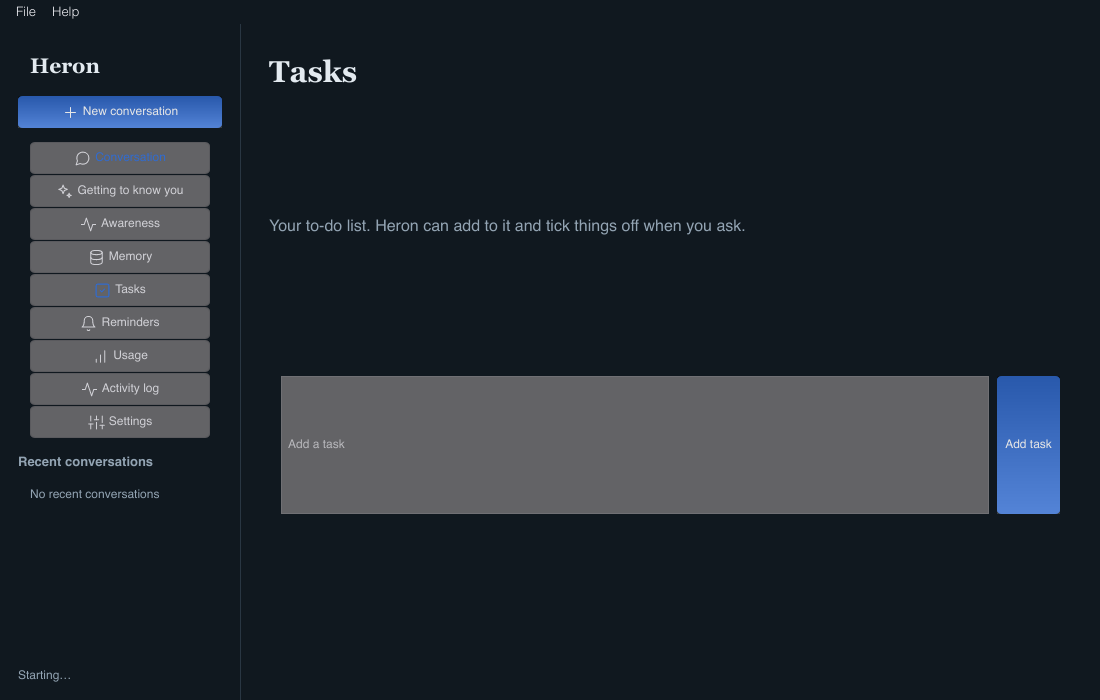 File Help
Heron
New conversation
Conversation
Getting to know you
Awareness
Memory
Tasks
Reminders
Usage
Activity log
Settings
Recent conversations
No recent conversations
Starting…
Tasks
Your to-do list. Heron can add to it and tick things off when you ask.
Add a task
Add task